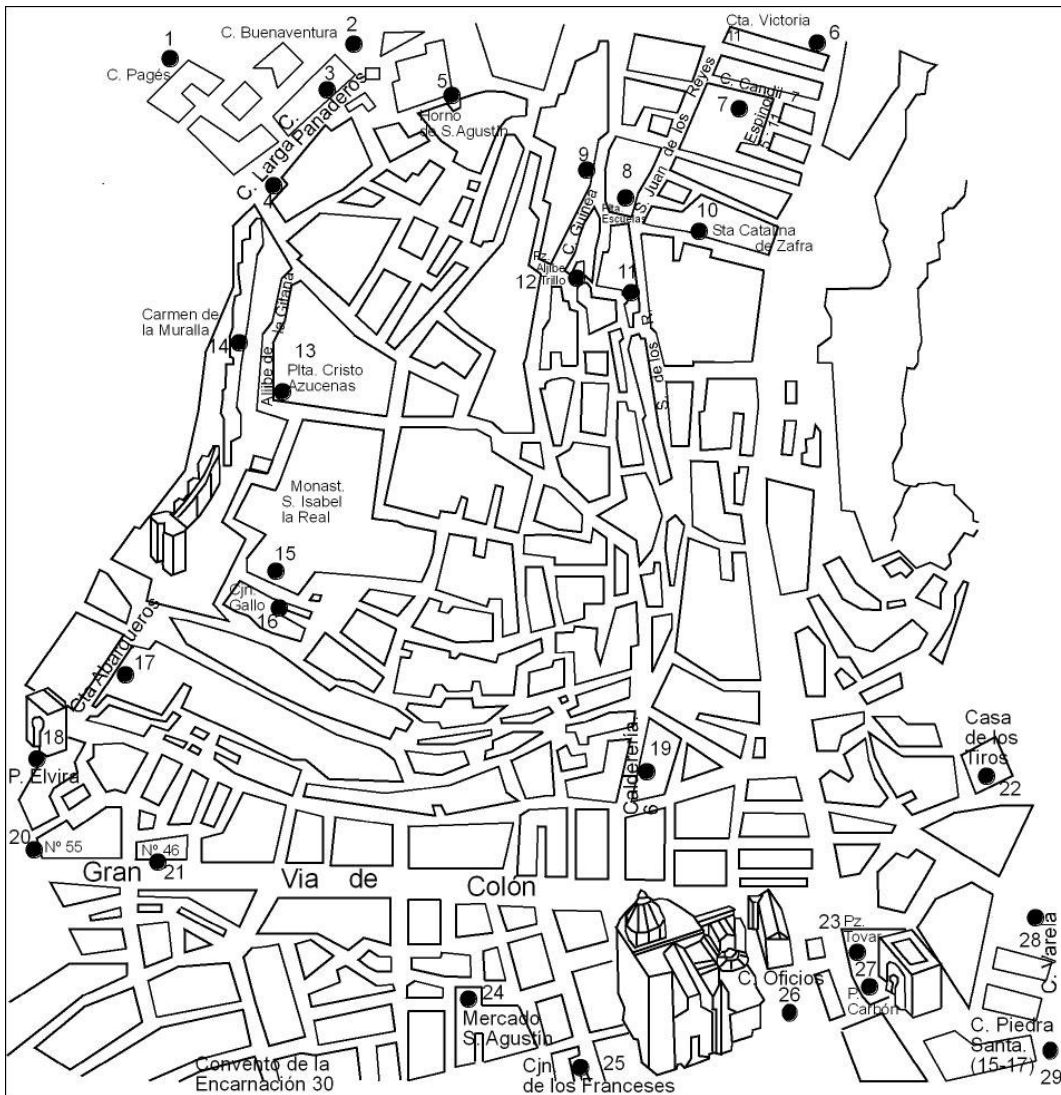 1
C. Pagés
C. Buenaventura
2
3
C.
Panaderos
C. Larga
4
5
Horno
de S. Agustín
Cta. Victoria
11
6
C. Candil 7
7
Espino
5 11
S. Juan de los Reyes
8
Plta
Escuelas
9
C. Guinea
10
Sta Catalina
de Zafra
11
Pz.
Aljibe
Trillo
12
S. de los R.
Carmen de
la Muralla
14
Aljibe de la Gitana
13
Plta. Cristo
Azucenas
Monast.
S. Isabel
la Real
15
Cjn.
Gallo
16
Cta Abarqueros
17
18
P. Elvira
19
Calderería.
6
Casa
de los
Tiros
22
20
Nº 55
Nº 46
21
Gran Via de Colón
23
Pz.
Tovar
27
P.
Carbón
C. Oficios
26
28
C. Varela
24
Mercado
S. Agustín
25
Cjn.
de los Franceses
Convento de la
Encarnación 30
C. Piedra
Santa.
(15-17)
29